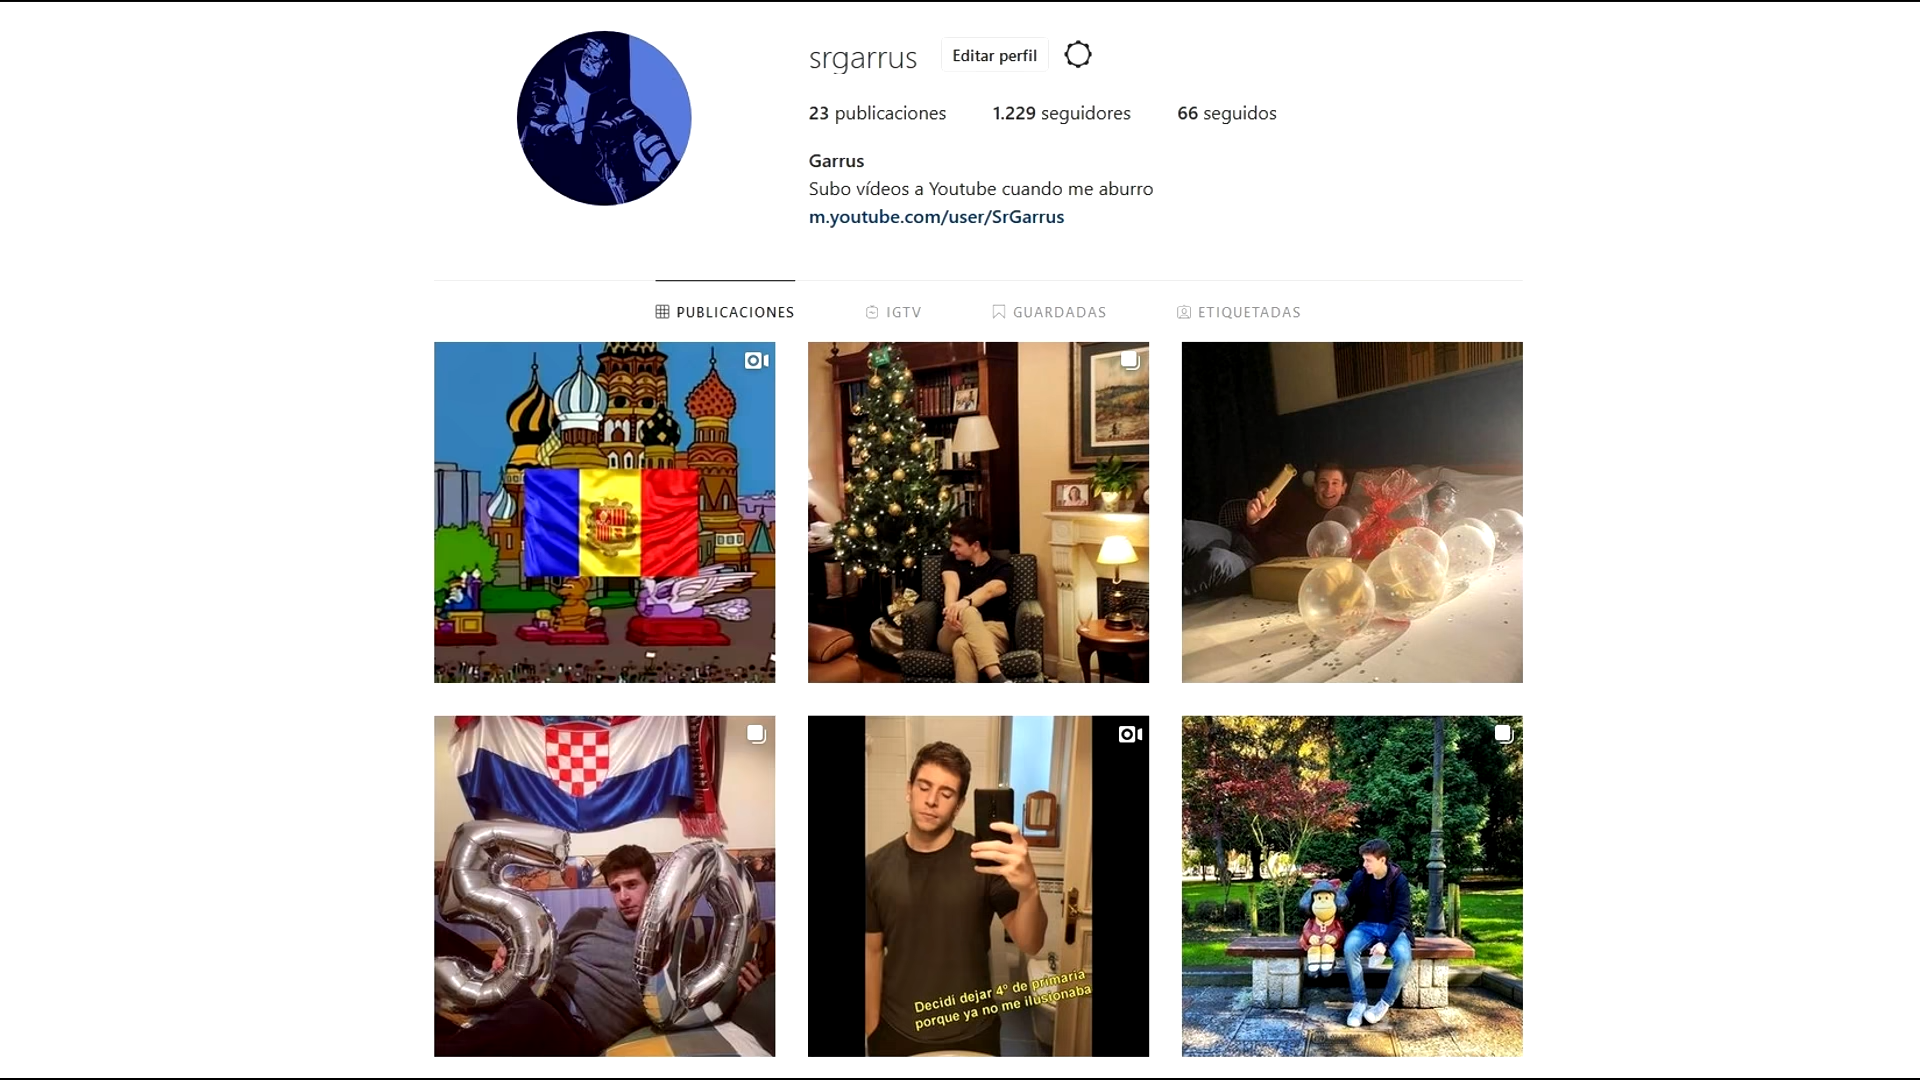 srgarrus
Editar perfil
23 publicaciones 1.229 seguidores 66 seguidos
Garrus
Subo vídeos a Youtube cuando me aburro
m.youtube.com/user/SrGarrus
PUBLICACIONES IGTV GUARDADAS ETIQUETADAS
50
Decidí dejar 4º de primaria
porque ya no me ilusionaba